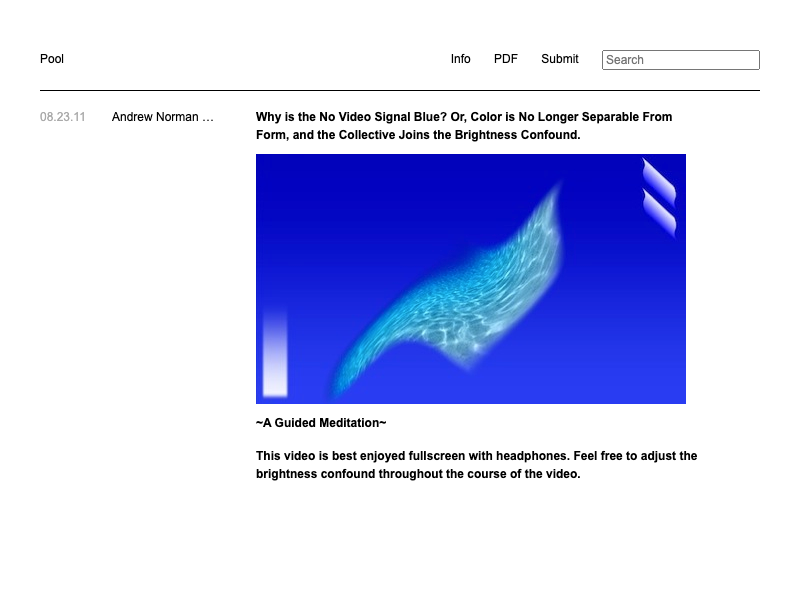 Pool
Info PDF Submit Search
08.23.11 Andrew Norman ...
Why is the No Video Signal Blue? Or, Color is No Longer Separable From
Form, and the Collective Joins the Brightness Confound.
~A Guided Meditation~
This video is best enjoyed fullscreen with headphones. Feel free to adjust the
brightness confound throughout the course of the video.